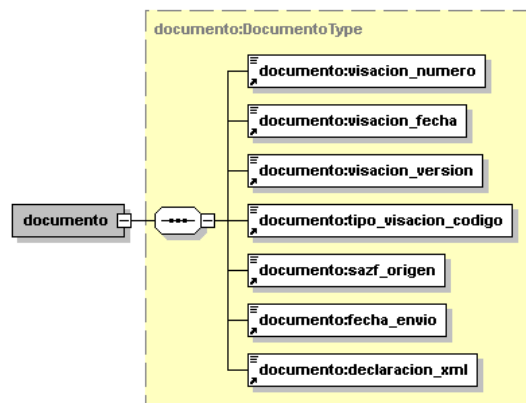 documento:DocumentoType
documento:visacion_numero
documento:visacion_fecha
documento:visacion_version
documento
documento:tipo_visacion_codigo
documento:sazf_origen
documento:fecha_envio
documento:declaracion_xml